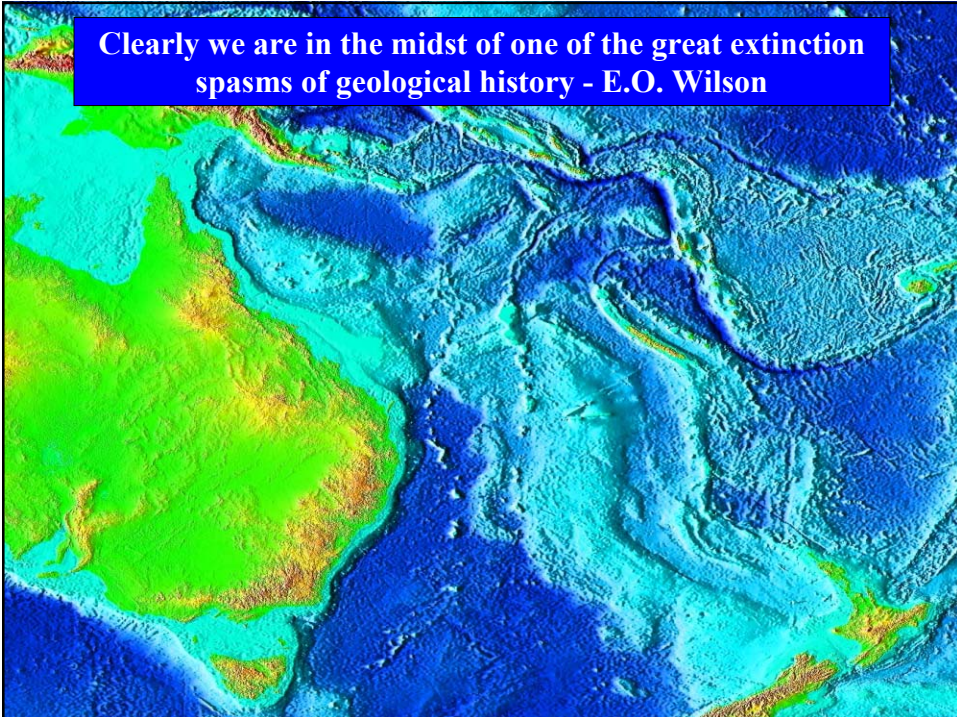 Clearly we are in the midst of one of the great extinction
spasms of geological history - E.O. Wilson